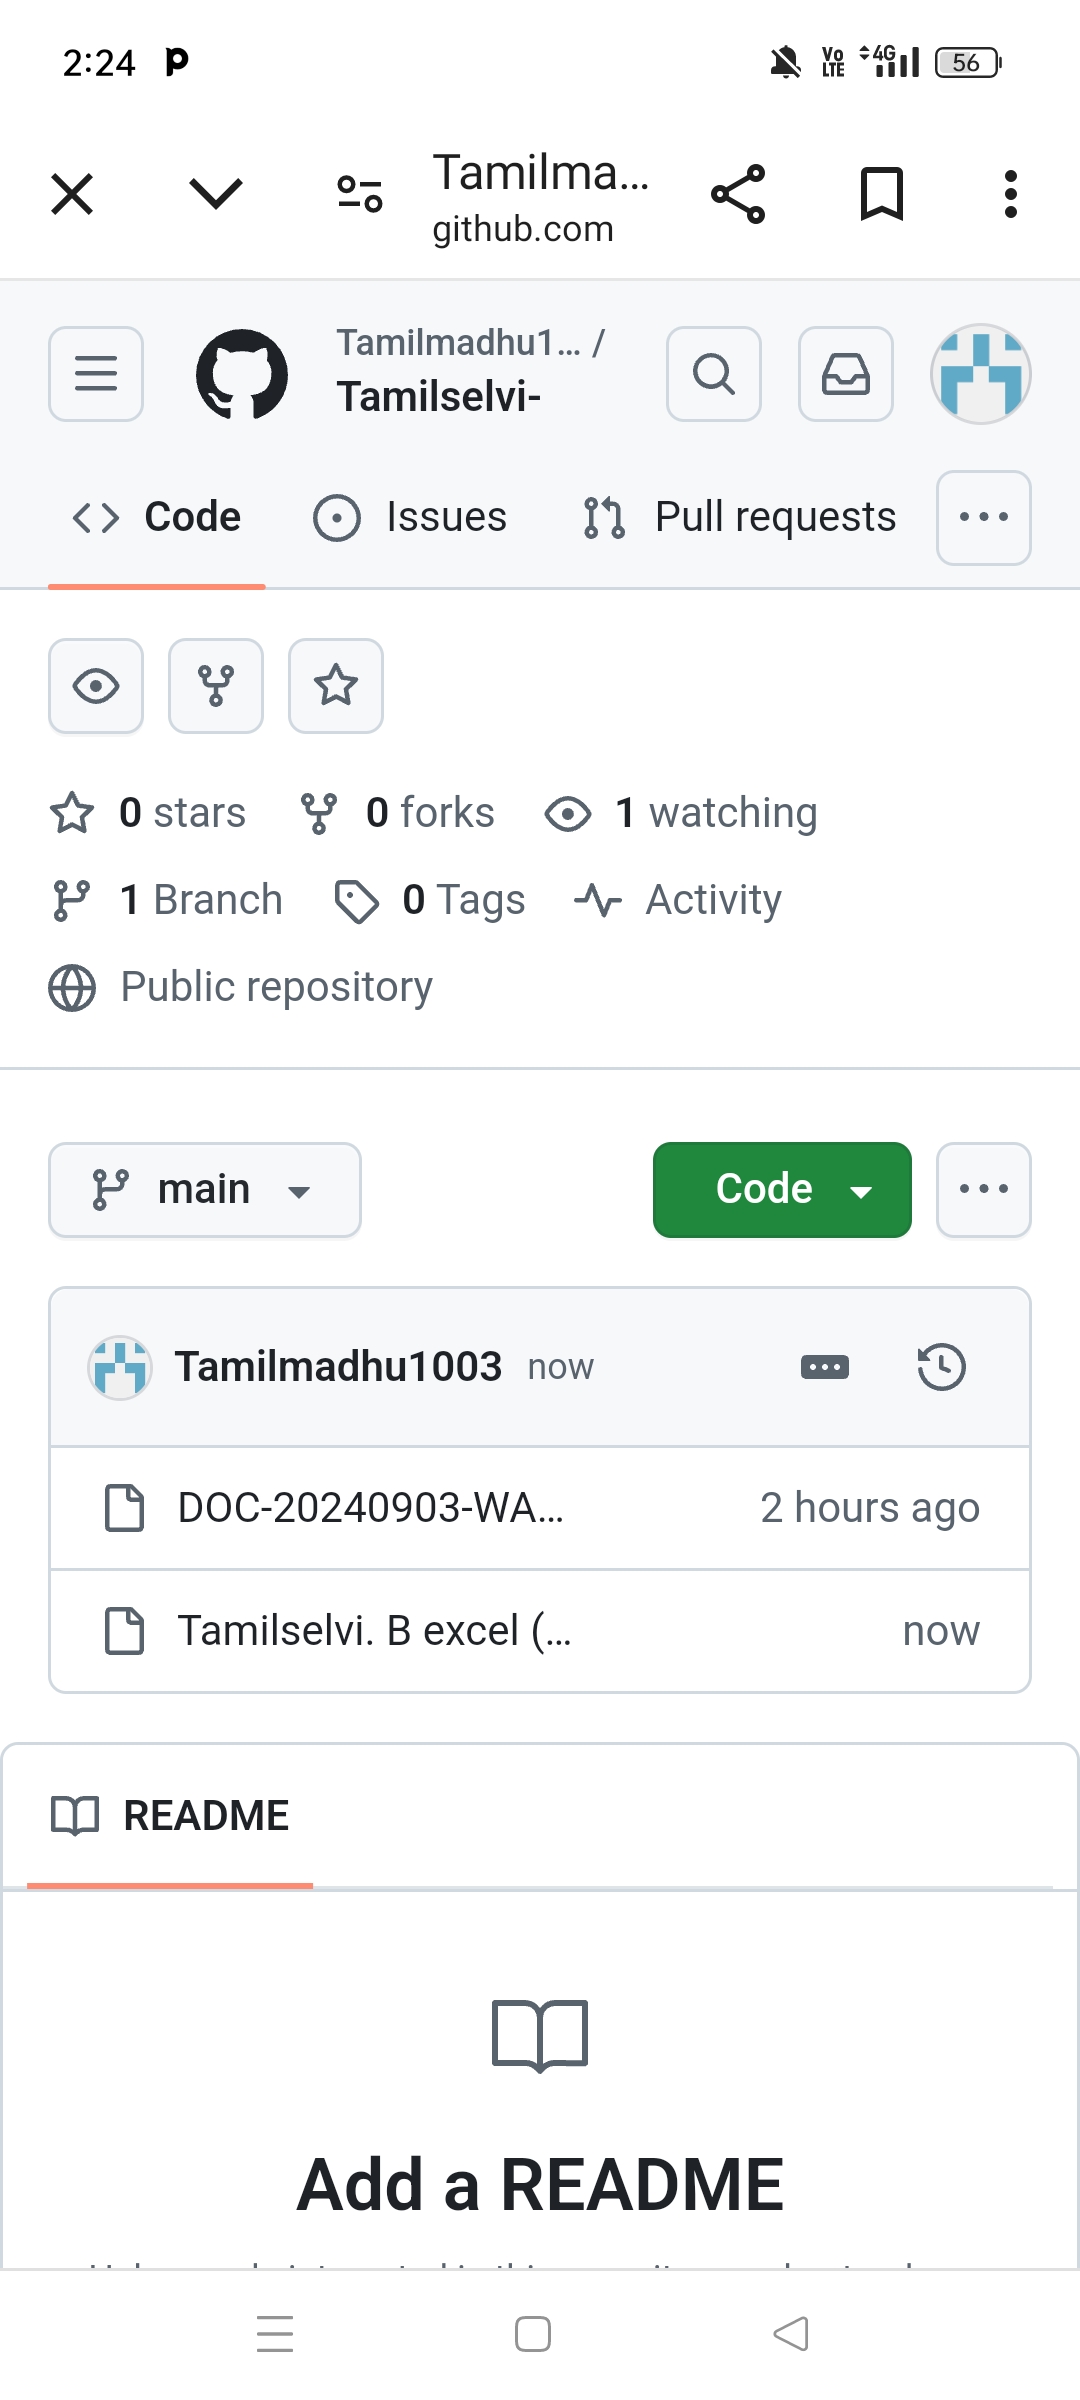 2:24
Vo LTE 4G 56
Tamilma...
github.com
Tamilmadhu1... /
Tamilselvi-
Code Issues Pull requests
0 stars 0 forks 1 watching
1 Branch 0 Tags Activity
Public repository
main Code
Tamilmadhu1003 now
DOC-20240903-WA... 2 hours ago
Tamilselvi. B excel (... now
README
Add a README